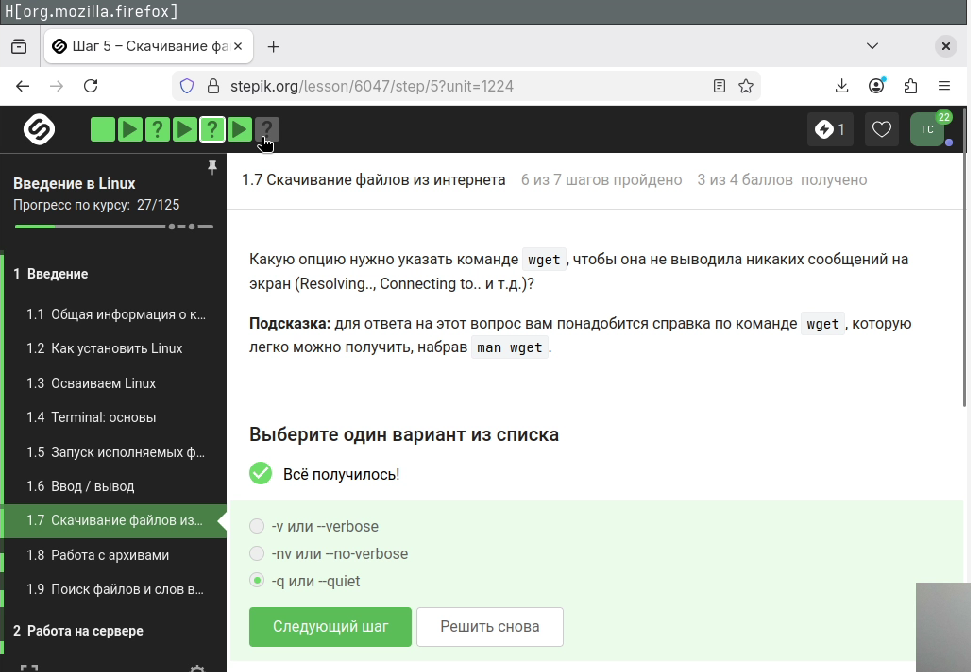 H[org.mozilla.firefox]
Шаг 5 – Скачивание фа
stepik.org/lesson/6047/step/5?unit=1224
? ? ?
1
TC
22
Введение в Linux
Прогресс по курсу: 27/125
1.7 Скачивание файлов из интернета 6 из 7 шагов пройдено 3 из 4 баллов получено
1 Введение
1.1 Общая информация о к...
1.2 Как установить Linux
1.3 Осваиваем Linux
1.4 Terminal: основы
1.5 Запуск исполняемых ф...
1.6 Ввод / вывод
1.7 Скачивание файлов из...
1.8 Работа с архивами
1.9 Поиск файлов и слов в...
2 Работа на сервере
Какую опцию нужно указать команде wget, чтобы она не выводила никаких сообщений на
экран (Resolving.., Connecting to.. и т.д.)?
Подсказка: для ответа на этот вопрос вам понадобится справка по команде wget, которую
легко можно получить, набрав man wget.
Выберите один вариант из списка
Всё получилось!
-v или --verbose
-nv или --no-verbose
-q или --quiet
Следующий шаг
Решить снова